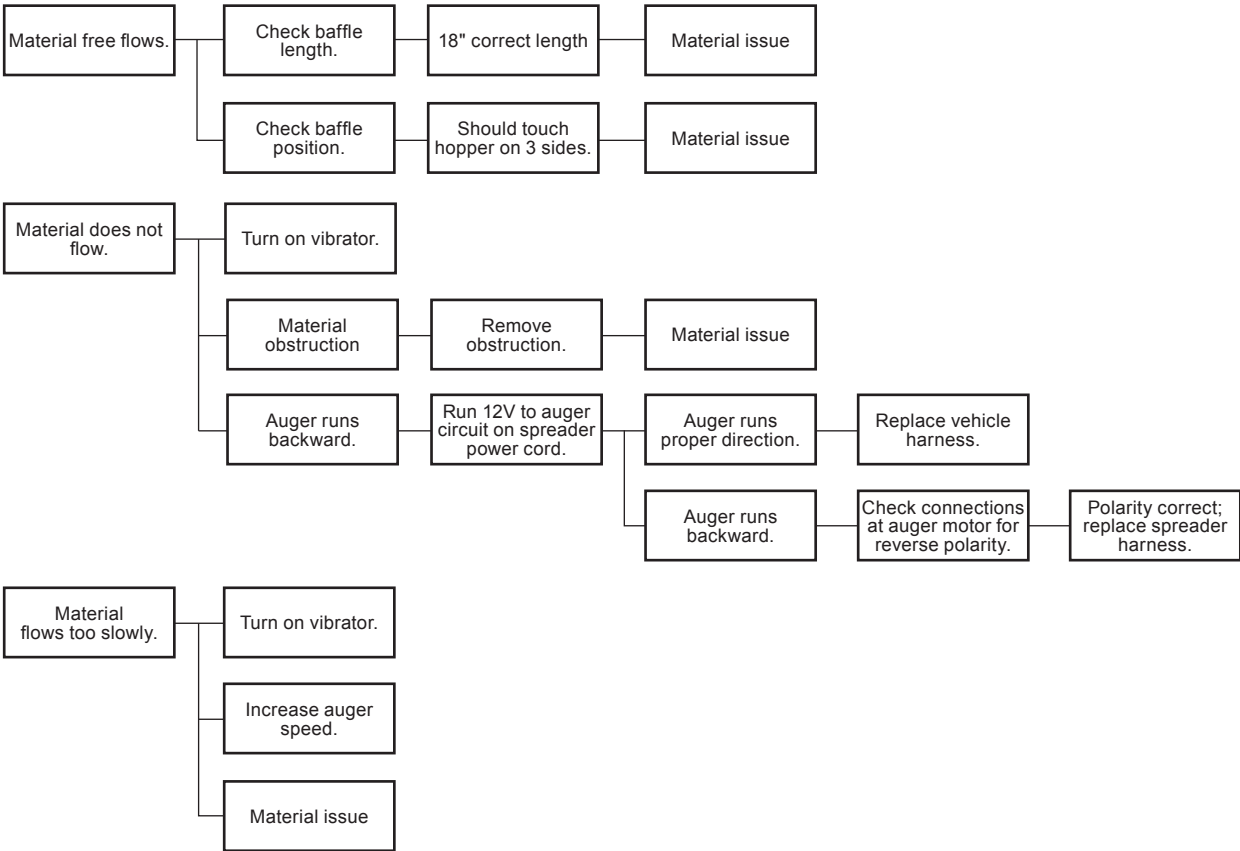 Material free flows.
Check baffle
length.
18" correct length
Material issue
Check baffle
position.
Should touch
hopper on 3 sides.
Material issue
Material does not
flow.
Turn on vibrator.
Material
obstruction
Remove
obstruction.
Material issue
Auger runs
backward.
Run 12V to auger
circuit on spreader
power cord.
Auger runs
proper direction.
Replace vehicle
harness.
Auger runs
backward.
Check connections
at auger motor for
reverse polarity.
Polarity correct;
replace spreader
harness.
Material
flows too slowly.
Turn on vibrator.
Increase auger
speed.
Material issue